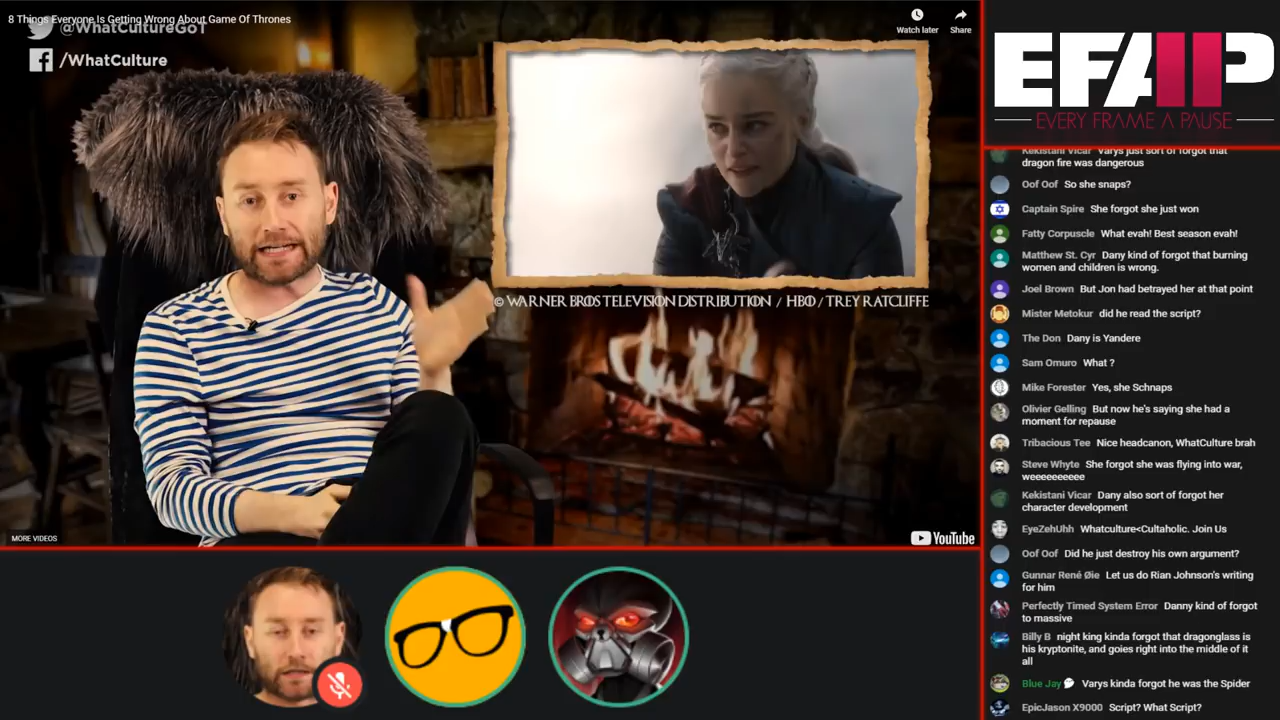 8 Things Everyone Is Getting Wrong About Game Of Thrones
@WhatCultureGoT
/WhatCulture
Watch later
Share
© WARNER BROS TELEVISION DISTRIBUTION / HBO / TREY RATCLIFFE
MORE VIDEOS
YouTube
EFAP
EVERY FRAME A PAUSE
Kekistani Vicar Varys just sort of forgot that
dragon fire was dangerous
Oof Oof So she snaps?
Captain Spire She forgot she just won
Fatty Corpuscle What evah! Best season evah!
Matthew St. Cyr Dany kind of forgot that burning
women and children is wrong.
Joel Brown But Jon had betrayed her at that point
Mister Metokur did he read the script?
The Don Dany is Yandere
Sam Omuro What ?
Mike Forester Yes, she Schnaps
Olivier Gelling But now he's saying she had a
moment for repause
Tribacious Tee Nice headcanon, WhatCulture brah
Steve Whyte She forgot she was flying into war,
weeeeeeeeee
Kekistani Vicar Dany also sort of forgot her
character development
EyeZehUhh Whatculture<Cultaholic. Join Us
Oof Oof Did he just destroy his own argument?
Gunnar René Øie Let us do Rian Johnson's writing
for him
Perfectly Timed System Error Danny kind of forgot
to massive
Billy B night king kinda forgot that dragonglass is
his kryptonite, and goies right into the middle of it
all
Blue Jay Varys kinda forgot he was the Spider
EpicJason X9000 Script? What Script?